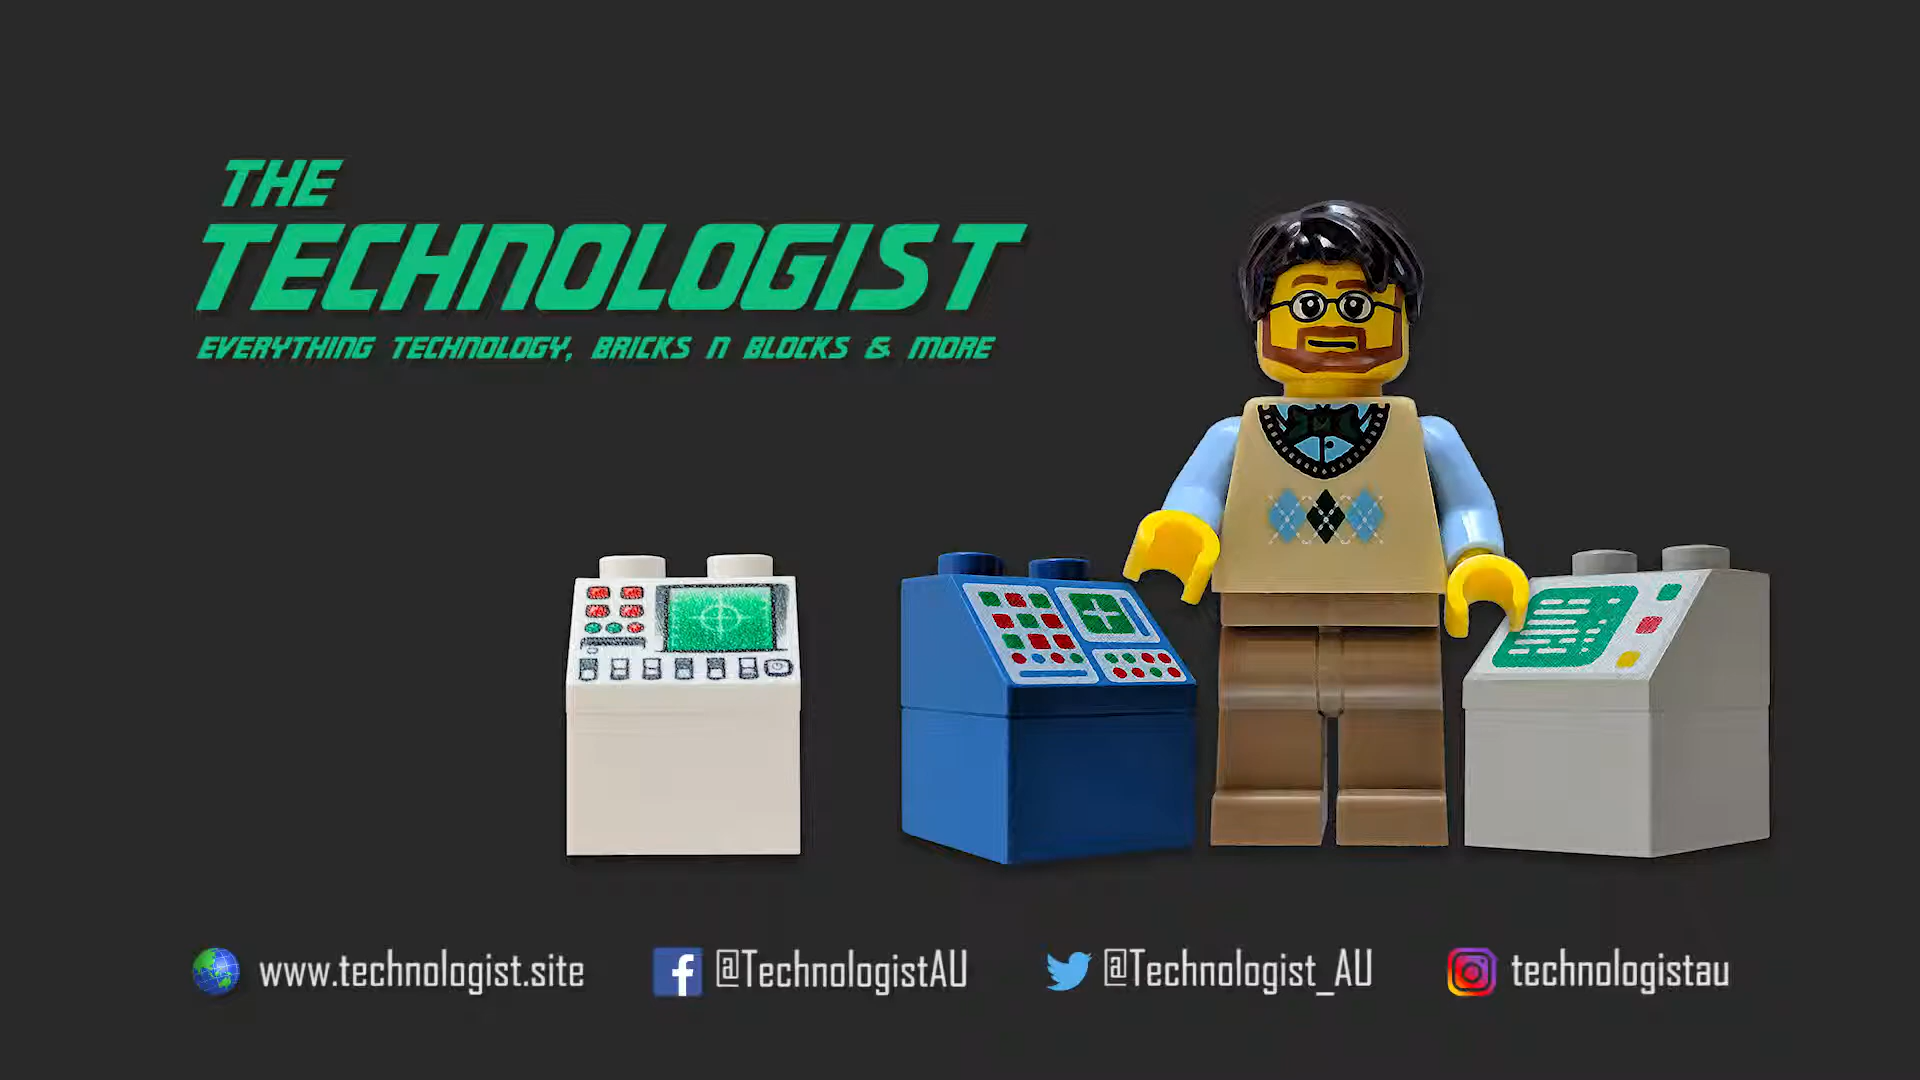 THE
TECHNOLOGIST
EVERYTHING TECHNOLOGY, BRICKS N BLOCKS & MORE
www.technologist.site
@TechnologistAU
@Technologist_AU
technologistau